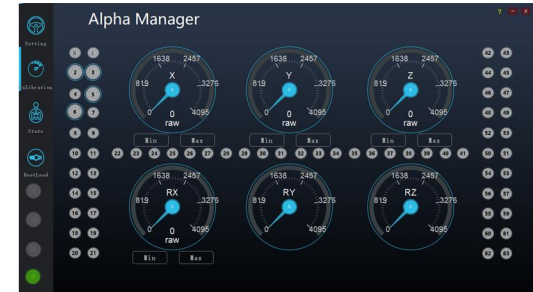 Alpha Manager
? − ×
Setting
Calibration
State
BootLoad
0 1
2 3
4 5
6 7
8 9
10 11
12 13
14 15
16 17
18 19
20 21
1638 2457
819 3276
X
0 4095
0
raw
Min Max
1638 2457
819 3276
Y
0 4095
0
raw
Min Max
1638 2457
819 3276
Z
0 4095
0
raw
Min Max
22 23 24 25 26 27 28 29 30 31 32 33 34 35 36 37 38 39 40 41
1638 2457
819 3276
RX
0 4095
0
raw
Min Max
1638 2457
819 3276
RY
0 4095
1638 2457
819 3276
RZ
0 4095
42 43
44 45
46 47
48 49
52 53
50 51
54 55
56 57
58 59
60 61
62 63